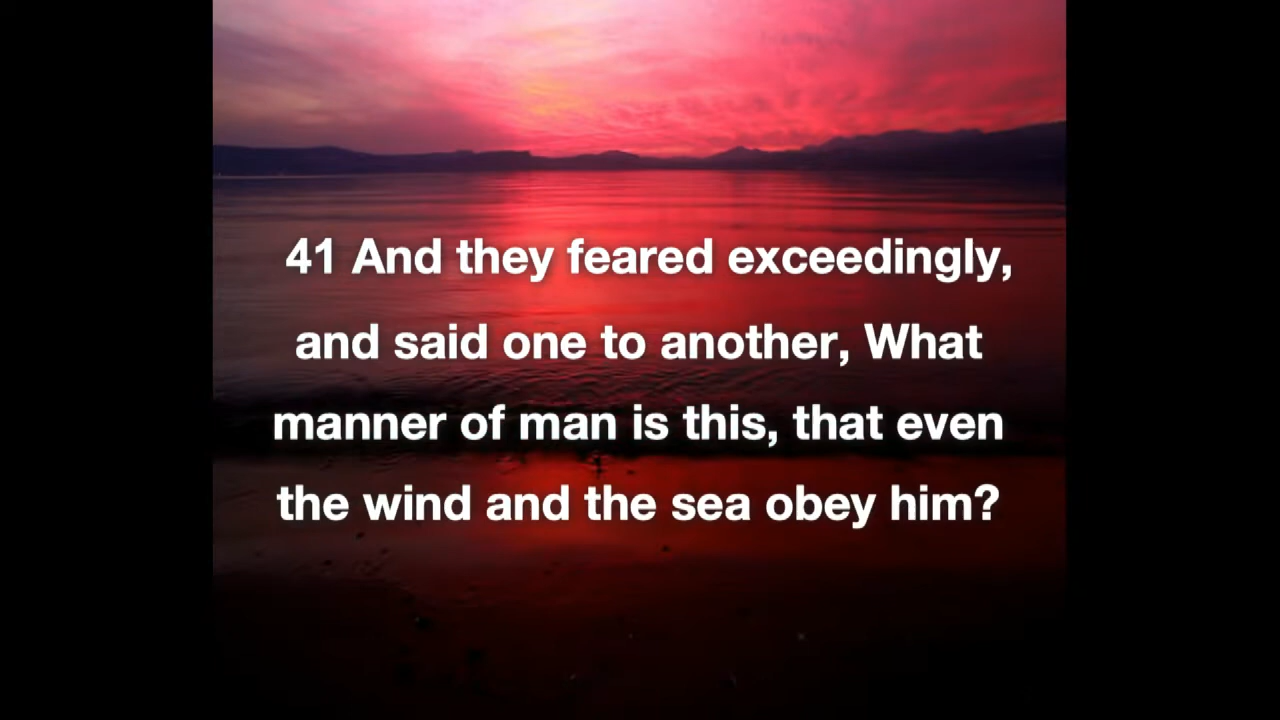 41 And they feared exceedingly,
and said one to another, What
manner of man is this, that even
the wind and the sea obey him?